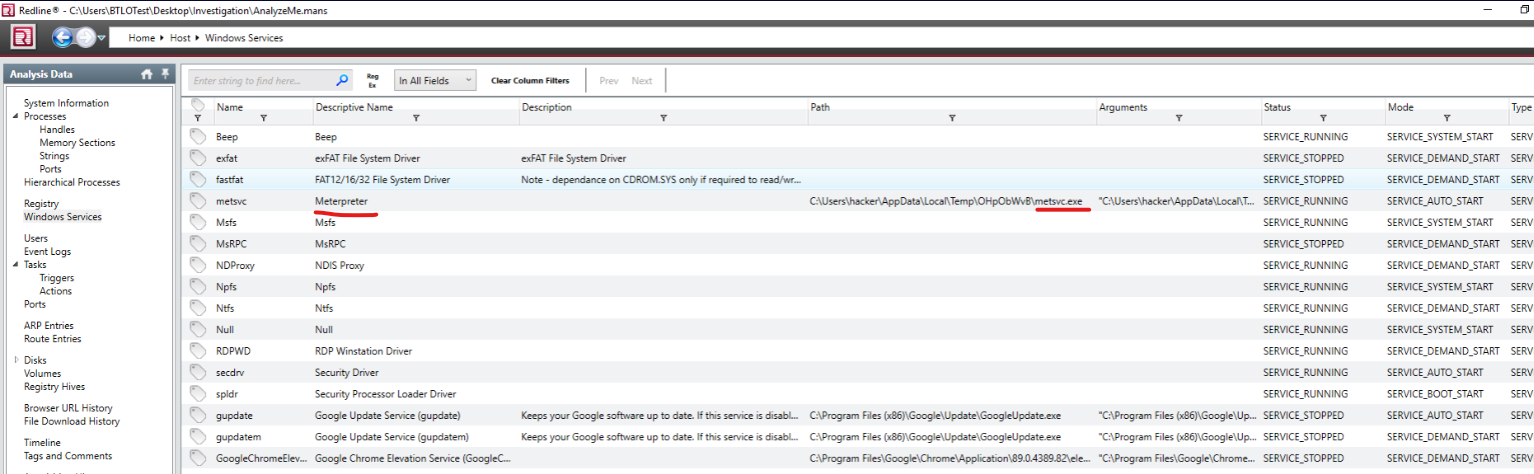 Redline® - C:\Users\BTLOTest\Desktop\Investigation\AnalyzeMe.mans
Home Host Windows Services
Analysis Data
System Information
Processes
Handles
Memory Sections
Strings
Ports
Hierarchical Processes
Registry
Windows Services
Users
Event Logs
Tasks
Triggers
Actions
Ports
ARP Entries
Route Entries
Disks
Volumes
Registry Hives
Browser URL History
File Download History
Timeline
Tags and Comments
Enter string to find here... Reg Ex In All Fields Clear Column Filters Prev Next
Name Descriptive Name Description Path Arguments Status Mode Type
Beep Beep SERVICE_RUNNING SERVICE_SYSTEM_START SERV
exfat exFAT File System Driver exFAT File System Driver SERVICE_STOPPED SERVICE_DEMAND_START SERV
fastfat FAT12/16/32 File System Driver Note - dependance on CDROM.SYS only if required to read/wr... SERVICE_STOPPED SERVICE_DEMAND_START SERV
metsvc Meterpreter C:\Users\hacker\AppData\Local\Temp\OHpObWvB\metsvc.exe "C:\Users\hacker\AppData\Local\T... SERVICE_RUNNING SERVICE_AUTO_START SERV
Msfs Msfs SERVICE_RUNNING SERVICE_SYSTEM_START SERV
MsRPC MsRPC SERVICE_STOPPED SERVICE_DEMAND_START SERV
NDProxy NDIS Proxy SERVICE_RUNNING SERVICE_DEMAND_START SERV
Npfs Npfs SERVICE_RUNNING SERVICE_SYSTEM_START SERV
Ntfs Ntfs SERVICE_RUNNING SERVICE_DEMAND_START SERV
Null Null SERVICE_RUNNING SERVICE_SYSTEM_START SERV
RDPWD RDP Winstation Driver SERVICE_RUNNING SERVICE_DEMAND_START SERV
secdrv Security Driver SERVICE_RUNNING SERVICE_AUTO_START SERV
spldr Security Processor Loader Driver SERVICE_RUNNING SERVICE_BOOT_START SERV
gupdate Google Update Service (gupdate) Keeps your Google software up to date. If this service is disabl... C:\Program Files (x86)\Google\Update\GoogleUpdate.exe "C:\Program Files (x86)\Google\Up... SERVICE_STOPPED SERVICE_AUTO_START SERV
gupdatem Google Update Service (gupdatem) Keeps your Google software up to date. If this service is disabl... C:\Program Files (x86)\Google\Update\GoogleUpdate.exe "C:\Program Files (x86)\Google\Up... SERVICE_STOPPED SERVICE_DEMAND_START SERV
GoogleChromeElev... Google Chrome Elevation Service (GoogleC... C:\Program Files\Google\Chrome\Application\89.0.4389.82\ele... "C:\Program Files\Google\Chrome... SERVICE_STOPPED SERVICE_DEMAND_START SERV